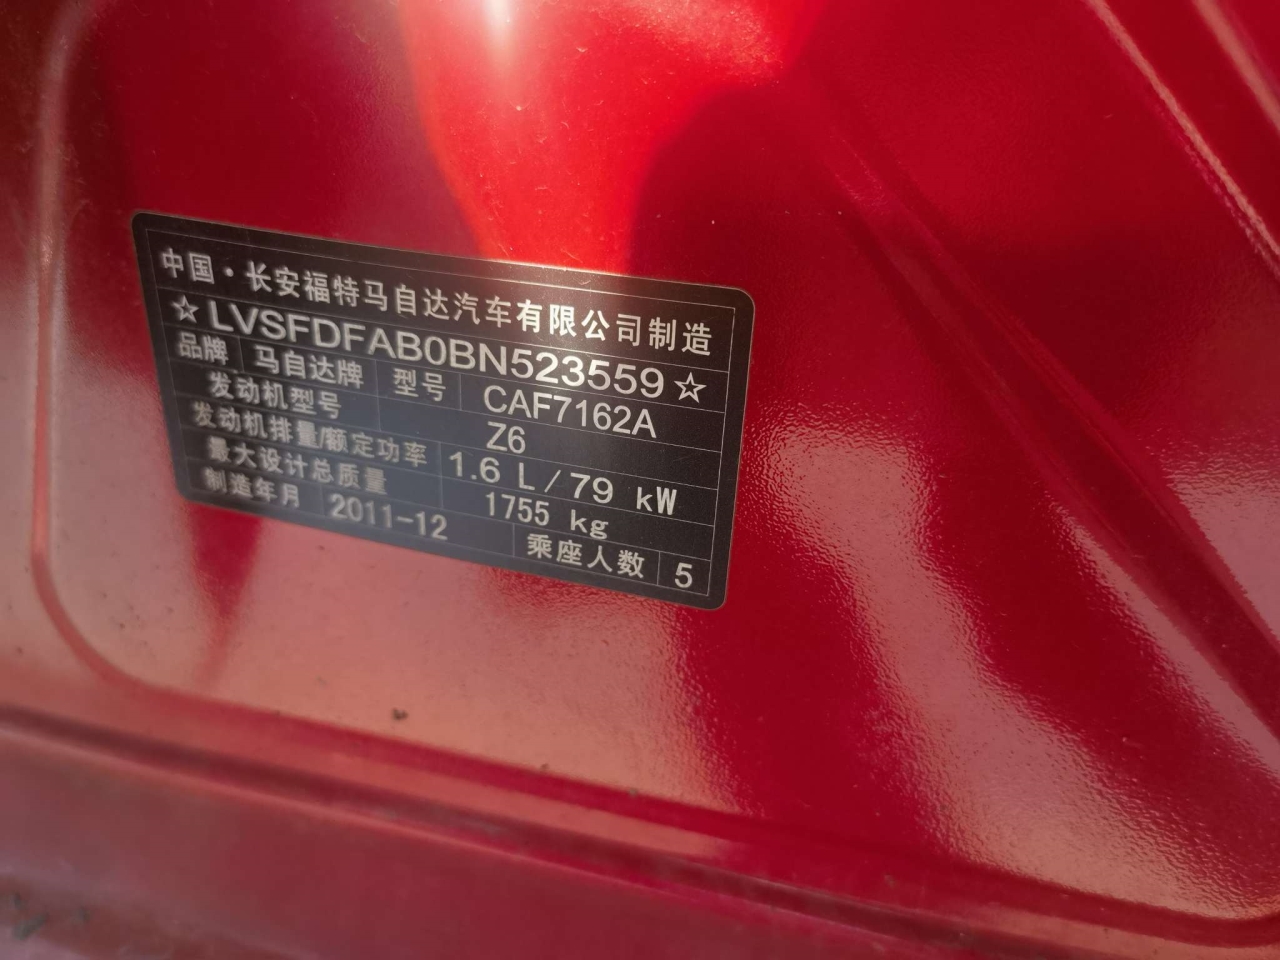 中国·长安福特马自达汽车有限公司制造
☆LVSFDFAB0BN523559☆
品牌 马自达牌 型号 CAF7162A
发动机型号 Z6
发动机排量/额定功率 1.6 L/79 kW
最大设计总质量 1755 kg
制造年月 2011-12 乘座人数 5